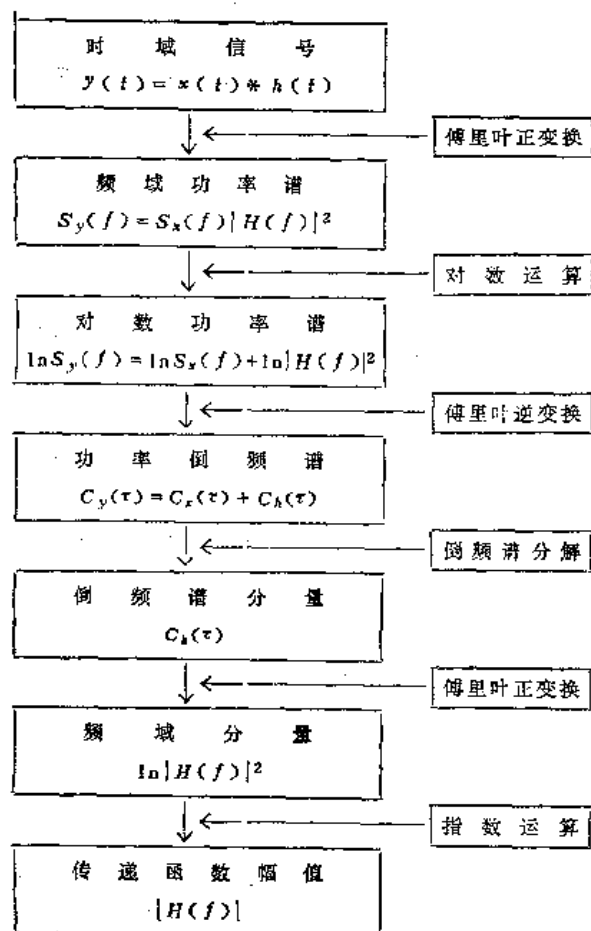 时域信号
y(t)=x(t)*h(t)
傅里叶正变换
频域功率谱
S_y(f)=S_x(f)|H(f)|²
对数运算
对数功率谱
lnS_y(f)=lnS_x(f)+ln|H(f)|²
傅里叶逆变换
功率倒频谱
C_y(τ)=C_x(τ)+C_h(τ)
倒频谱分解
倒频谱分量
C_h(τ)
傅里叶正变换
频域分量
ln|H(f)|²
指数运算
传递函数幅值
|H(f)|